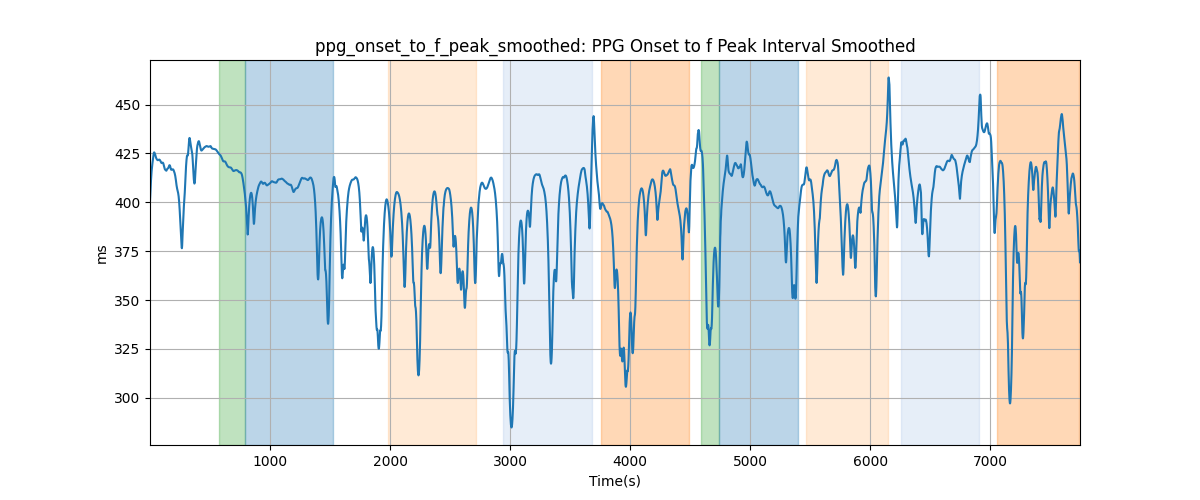 ppg_onset_to_f_peak_smoothed: PPG Onset to f Peak Interval Smoothed
450
425
400
375
350
325
300
ms
1000 2000 3000 4000 5000 6000 7000
Time(s)